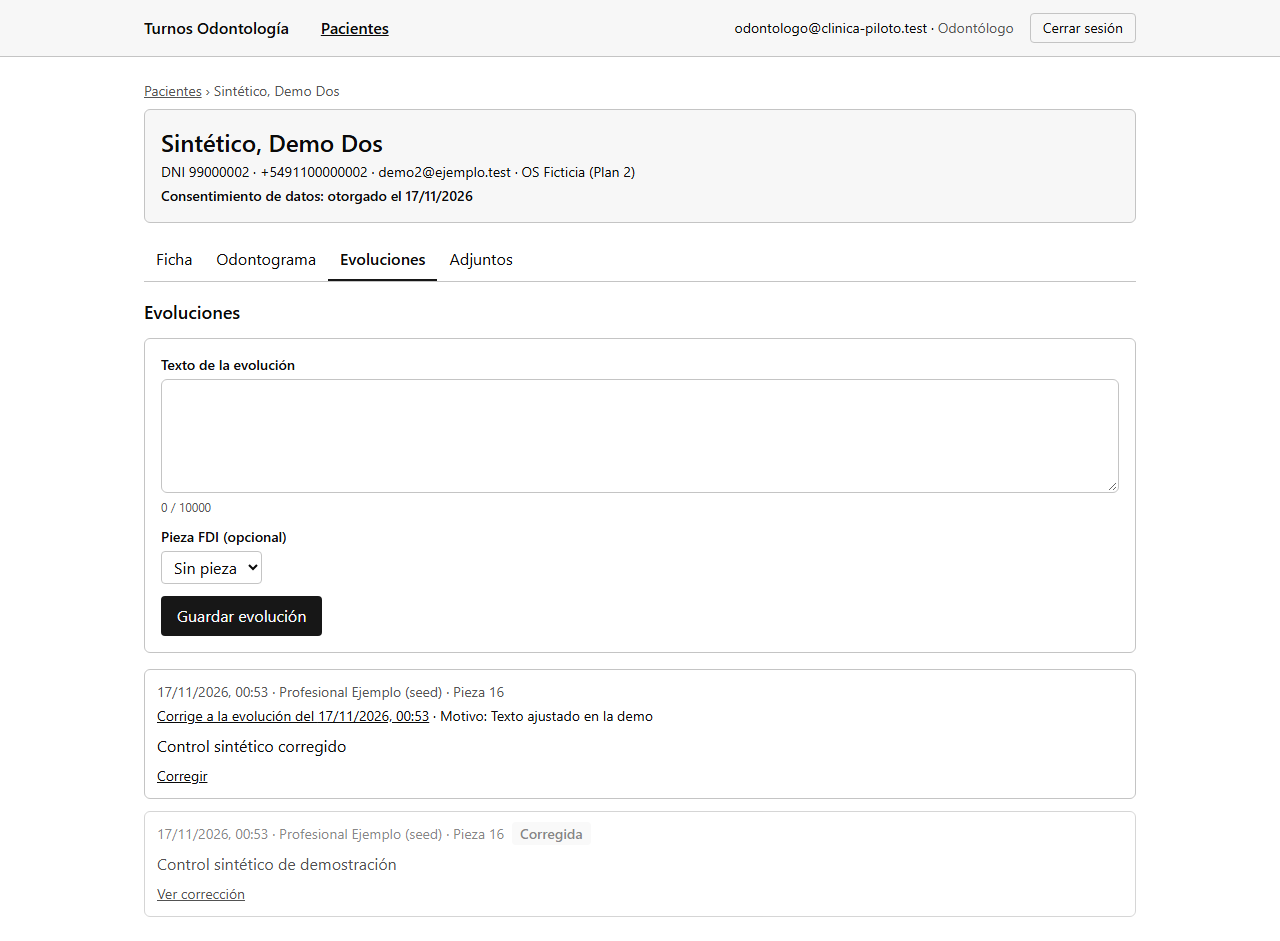 Turnos Odontología Pacientes odontologo@clinica-piloto.test · Odontólogo Cerrar sesión
Pacientes › Sintético, Demo Dos
Sintético, Demo Dos
DNI 99000002 · +5491100000002 · demo2@ejemplo.test · OS Ficticia (Plan 2)
Consentimiento de datos: otorgado el 17/11/2026
Ficha Odontograma Evoluciones Adjuntos
Evoluciones
Texto de la evolución
0 / 10000
Pieza FDI (opcional)
Sin pieza
Guardar evolución
17/11/2026, 00:53 · Profesional Ejemplo (seed) · Pieza 16
Corrige a la evolución del 17/11/2026, 00:53 · Motivo: Texto ajustado en la demo
Control sintético corregido
Corregir
17/11/2026, 00:53 · Profesional Ejemplo (seed) · Pieza 16 Corregida
Control sintético de demostración
Ver corrección